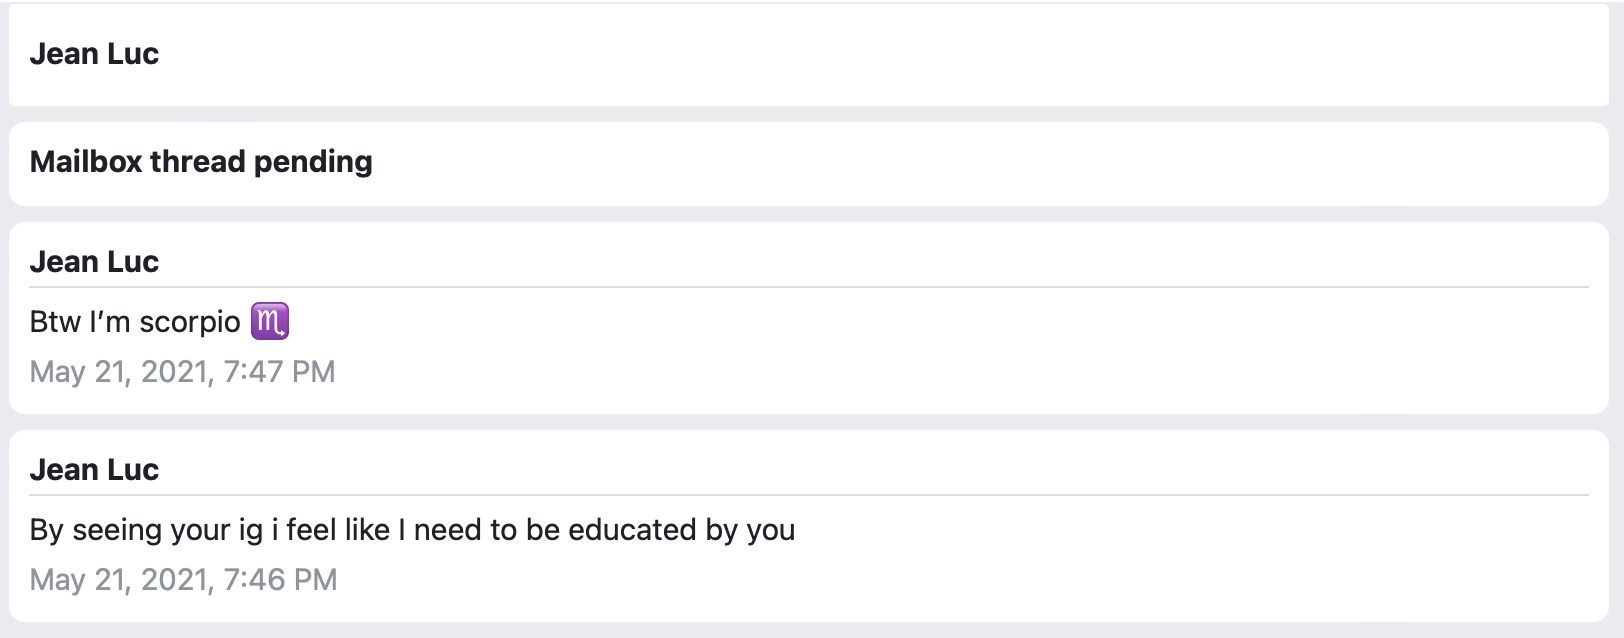 Jean Luc
Mailbox thread pending
Jean Luc
Btw I’m scorpio ♏
May 21, 2021, 7:47 PM
Jean Luc
By seeing your ig i feel like I need to be educated by you
May 21, 2021, 7:46 PM